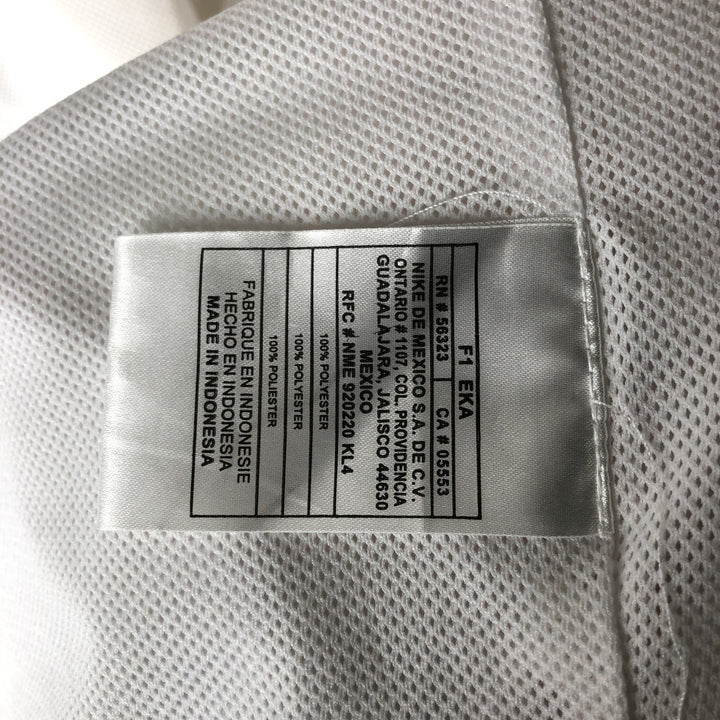 F1 EKA
RN # 56323 CA # 05553
NIKE DE MEXICO S.A. DE C.V.
ONTARIO # 1107, COL. PROVIDENCIA
GUADALAJARA, JALISCO 44630
MEXICO
RFC # NME 920220 KL4
100% POLYESTER
100% POLYESTER
100% POLIESTER
FABRIQUE EN INDONESIE
HECHO EN INDONESIA
MADE IN INDONESIA